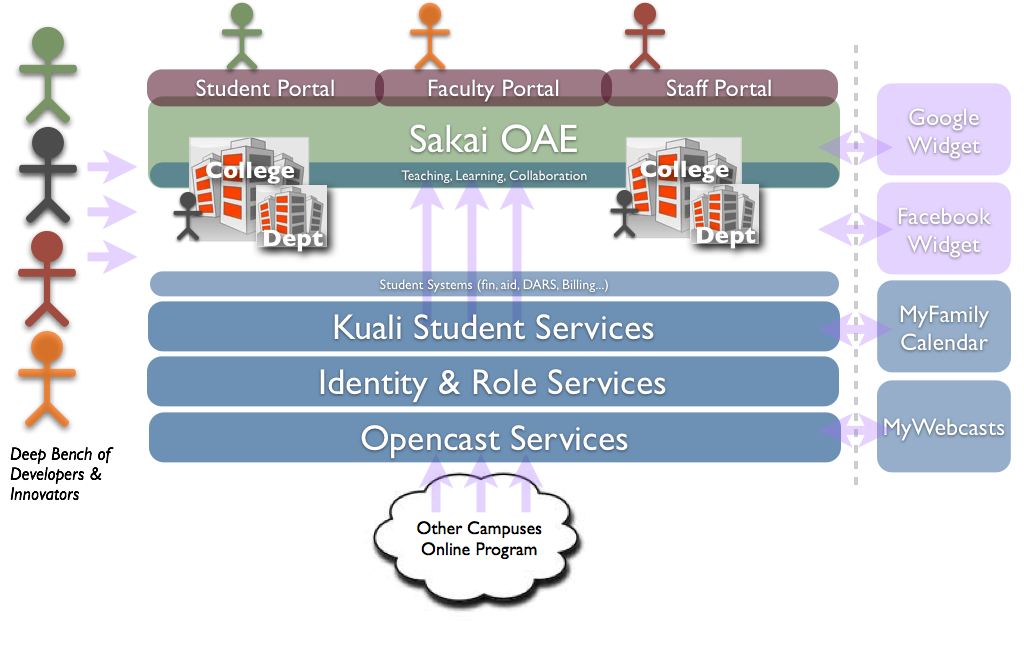 Student Portal
Faculty Portal
Staff Portal
Sakai OAE
Teaching, Learning, Collaboration
College
Dept
College
Dept
Student Systems (fin, aid, DARS, Billing...)
Kuali Student Services
Identity & Role Services
Opencast Services
Other Campuses
Online Program
Deep Bench of
Developers &
Innovators
Google
Widget
Facebook
Widget
MyFamily
Calendar
MyWebcasts